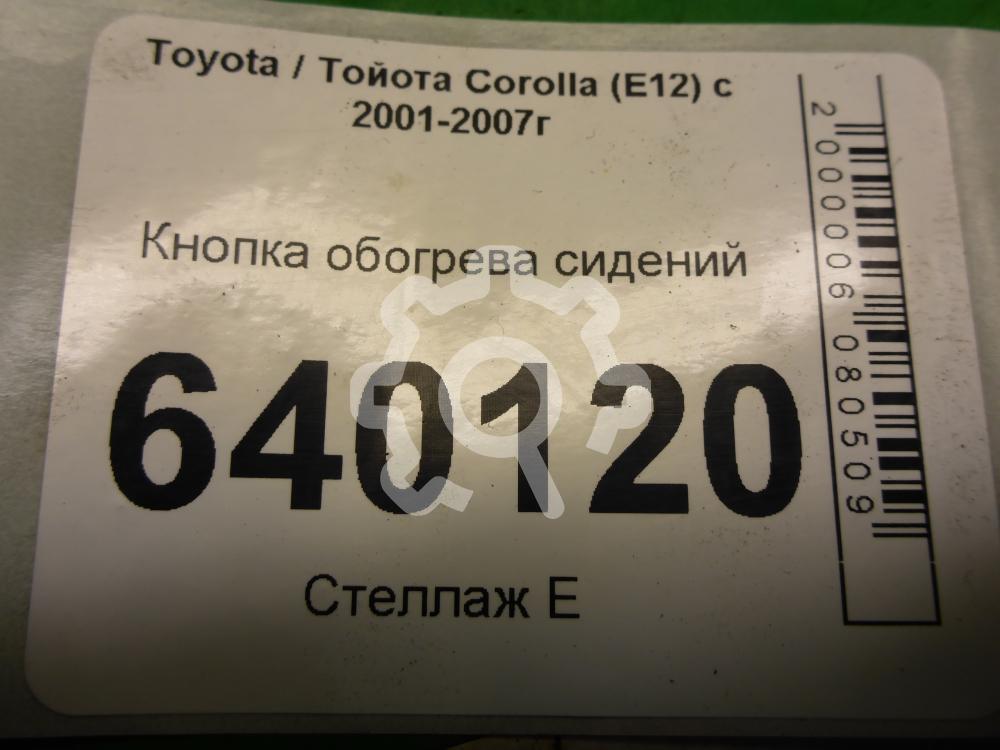 Toyota / Тойота Corolla (E12) с
2001-2007г
Кнопка обогрева сидений
640120
Стеллаж Е
2000006080509